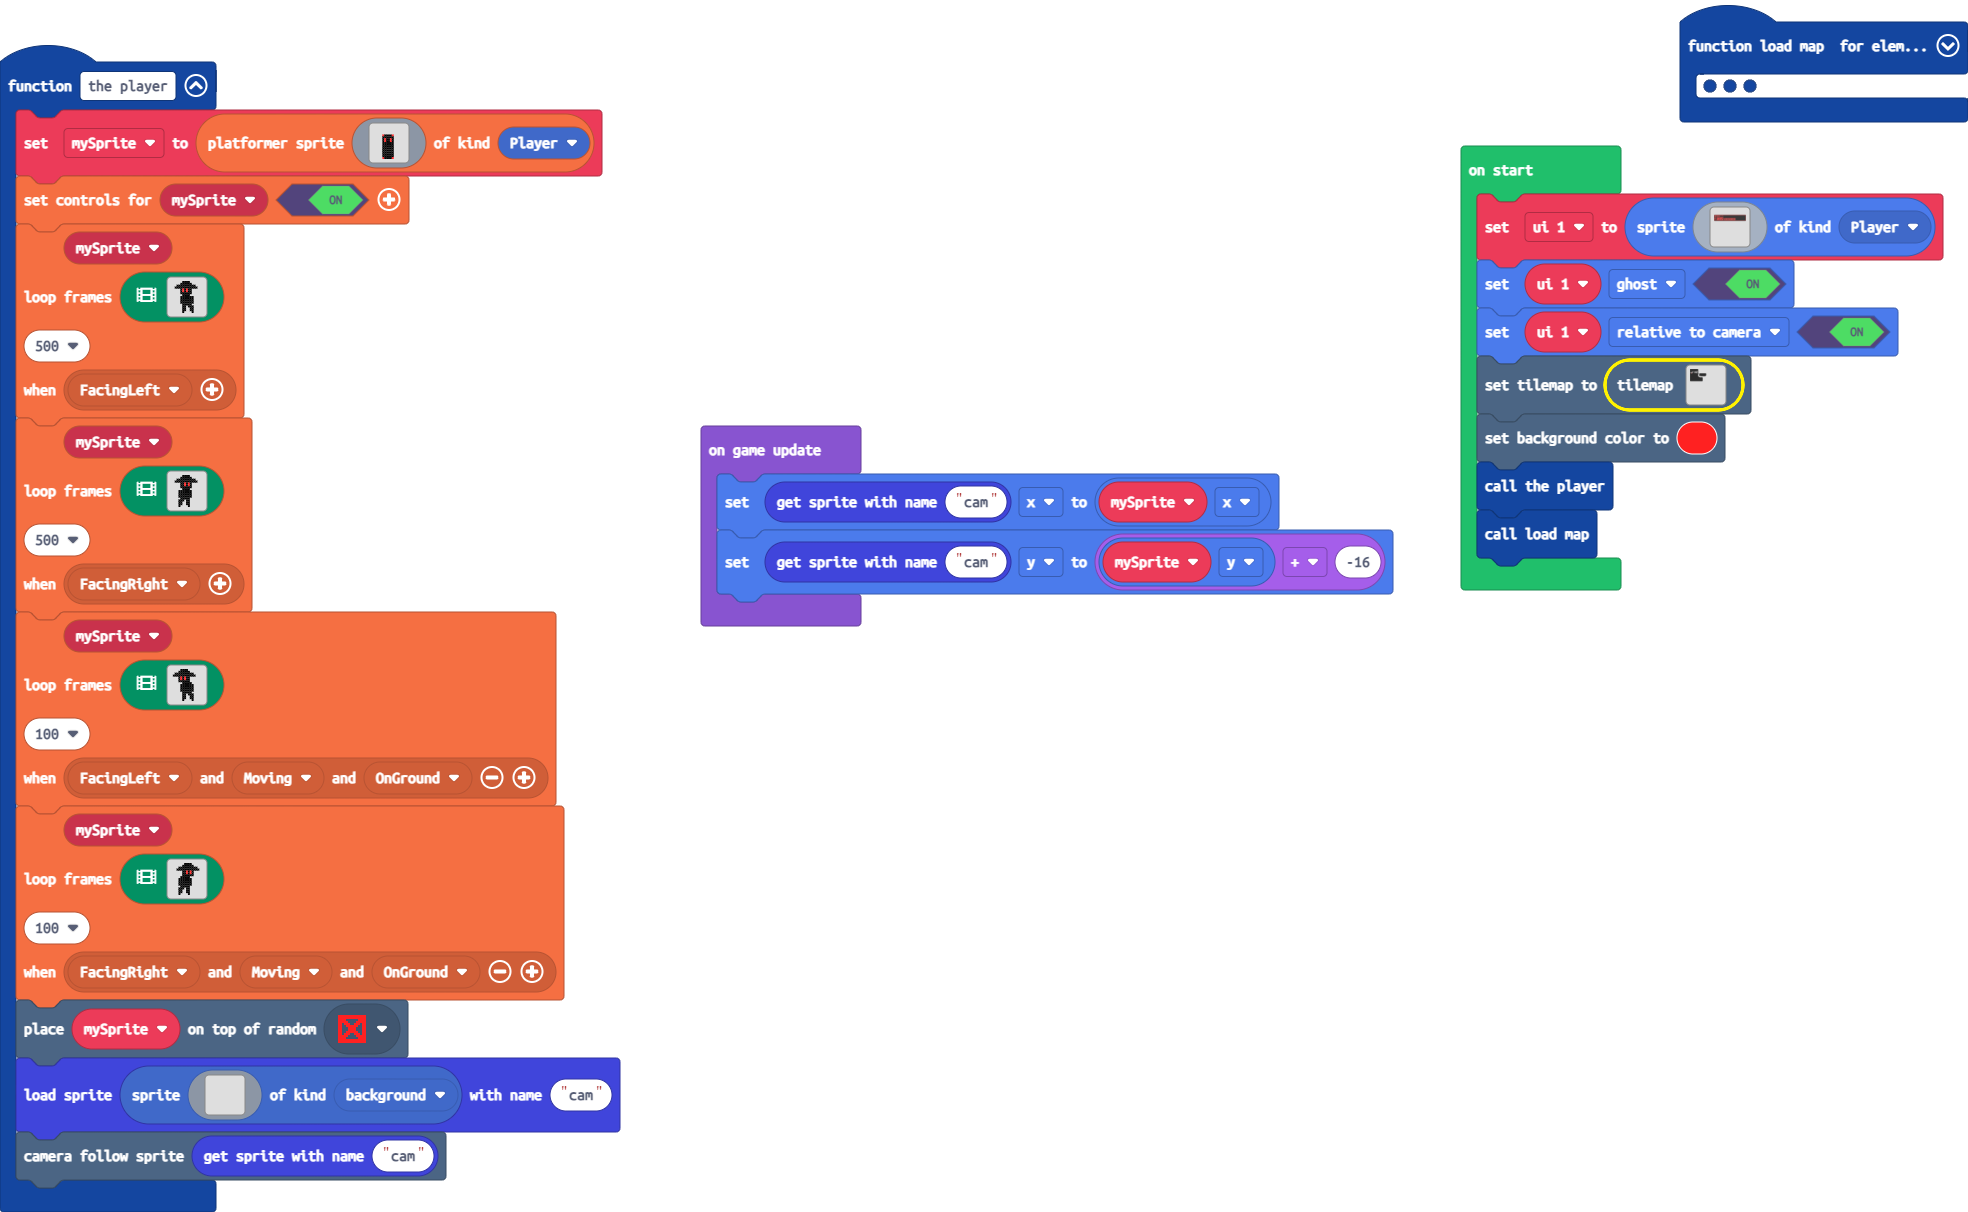 function the player
set mySprite to platformer sprite of kind Player
set controls for mySprite ON
mySprite
loop frames
500
when FacingLeft
mySprite
loop frames
500
when FacingRight
mySprite
loop frames
100
when FacingLeft and Moving and OnGround
mySprite
loop frames
100
when FacingRight and Moving and OnGround
place mySprite on top of random
load sprite sprite of kind background with name "cam"
camera follow sprite get sprite with name "cam"
on game update
set get sprite with name "cam" x to mySprite x
set get sprite with name "cam" y to mySprite y + -16
function load map for elem...
on start
set ui 1 to sprite of kind Player
set ui 1 ghost ON
set ui 1 relative to camera ON
set tilemap to tilemap
set background color to
call the player
call load map